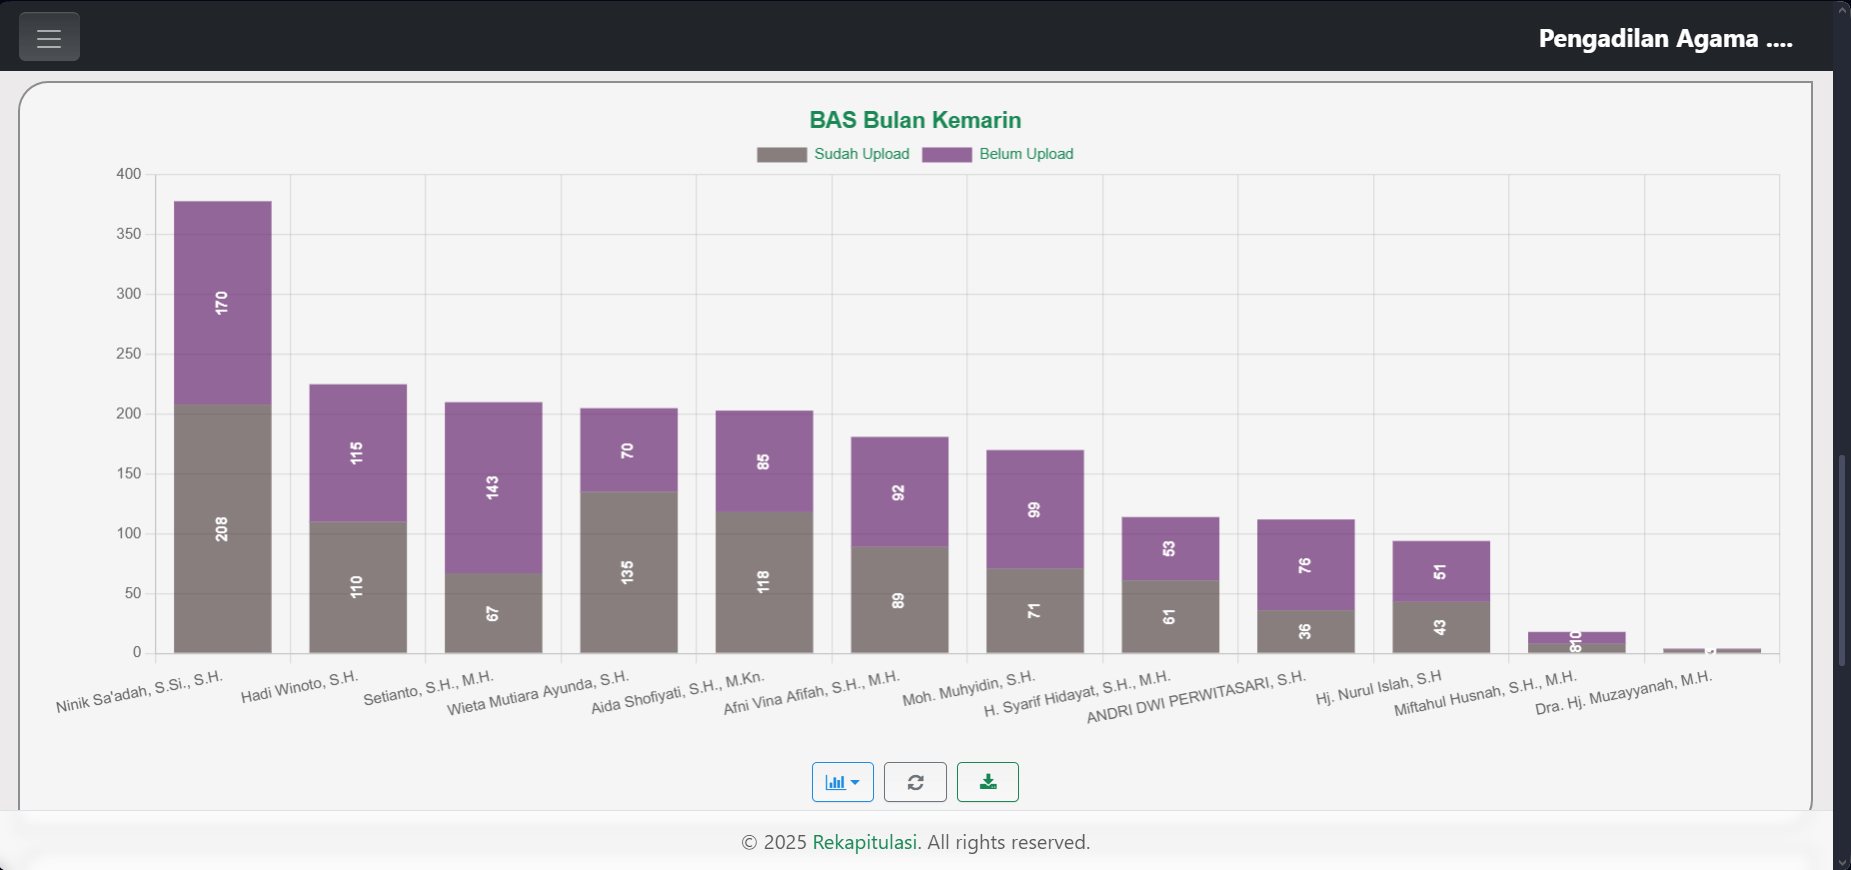 Pengadilan Agama ....
BAS Bulan Kemarin
Sudah Upload Belum Upload
400
350
300
250
200
150
100
50
0
170
208
115
110
143
67
70
135
85
118
92
89
99
71
53
61
76
36
51
43
10
8
Ninik Sa'adah, S.Si., S.H.
Hadi Winoto, S.H.
Setianto, S.H., M.H.
Wieta Mutiara Ayunda, S.H.
Aida Shofiyati, S.H., M.Kn.
Afni Vina Afifah, S.H., M.H.
Moh. Muhyidin, S.H.
H. Syarif Hidayat, S.H., M.H.
ANDRI DWI PERWITASARI, S.H.
Hj. Nurul Islah, S.H
Miftahul Husnah, S.H., M.H.
Dra. Hj. Muzayyanah, M.H.
© 2025 Rekapitulasi. All rights reserved.